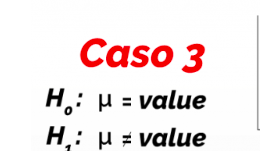 Caso 3
H₀: μ = value
H₁: μ ≠ value